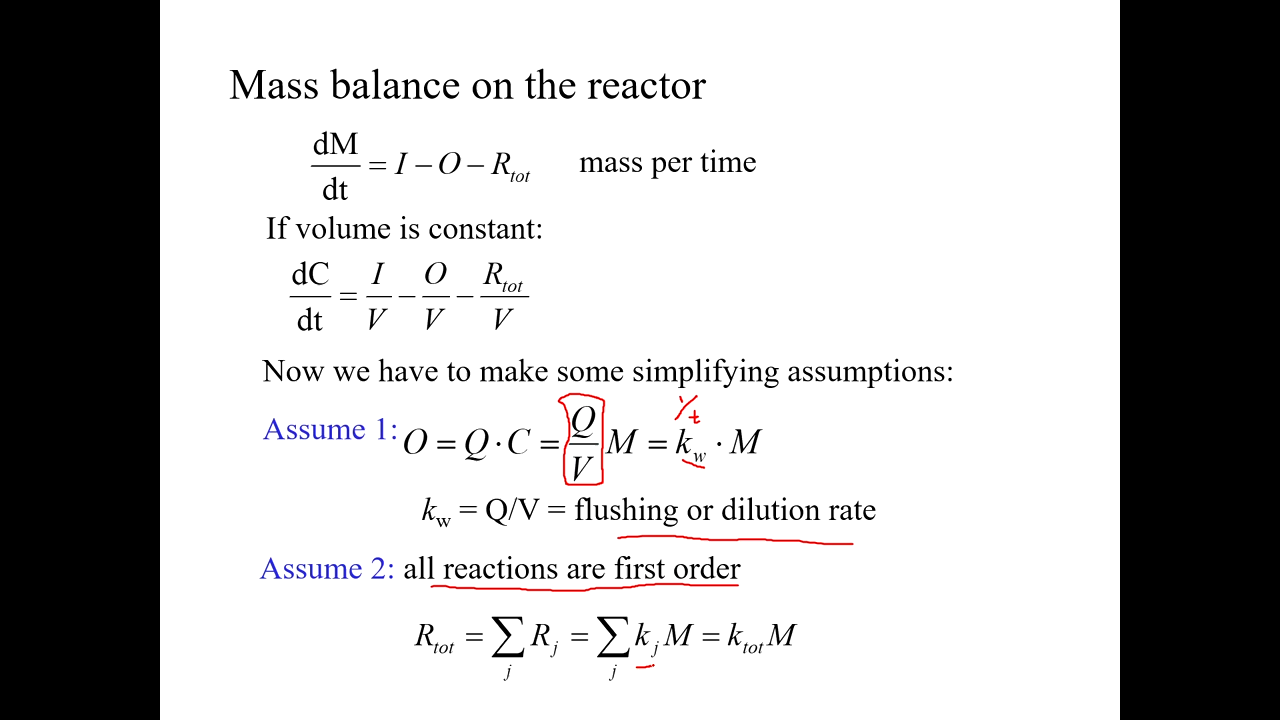 Mass balance on the reactor
dM/dt = I − O − R_tot mass per time
If volume is constant:
dC/dt = I/V − O/V − R_tot/V
Now we have to make some simplifying assumptions:
1/t
Assume 1: O = Q · C = Q/V M = k_w · M
k_w = Q/V = flushing or dilution rate
Assume 2: all reactions are first order
R_tot = ∑_j R_j = ∑_j k_j M = k_tot M